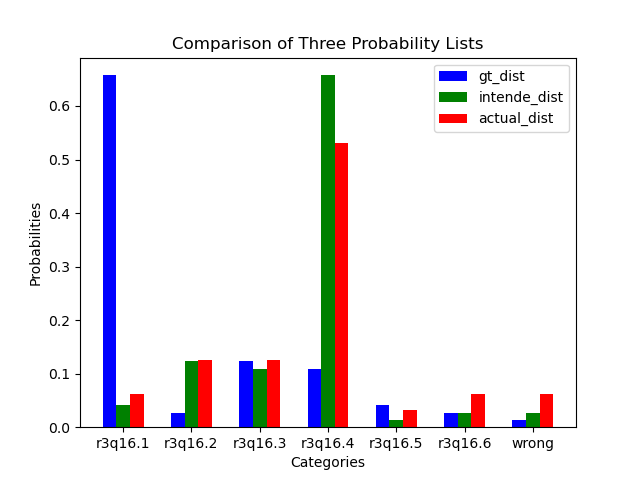 Comparison of Three Probability Lists
gt_dist
intende_dist
actual_dist
Probabilities
0.6
0.5
0.4
0.3
0.2
0.1
0.0
r3q16.1 r3q16.2 r3q16.3 r3q16.4 r3q16.5 r3q16.6 wrong
Categories